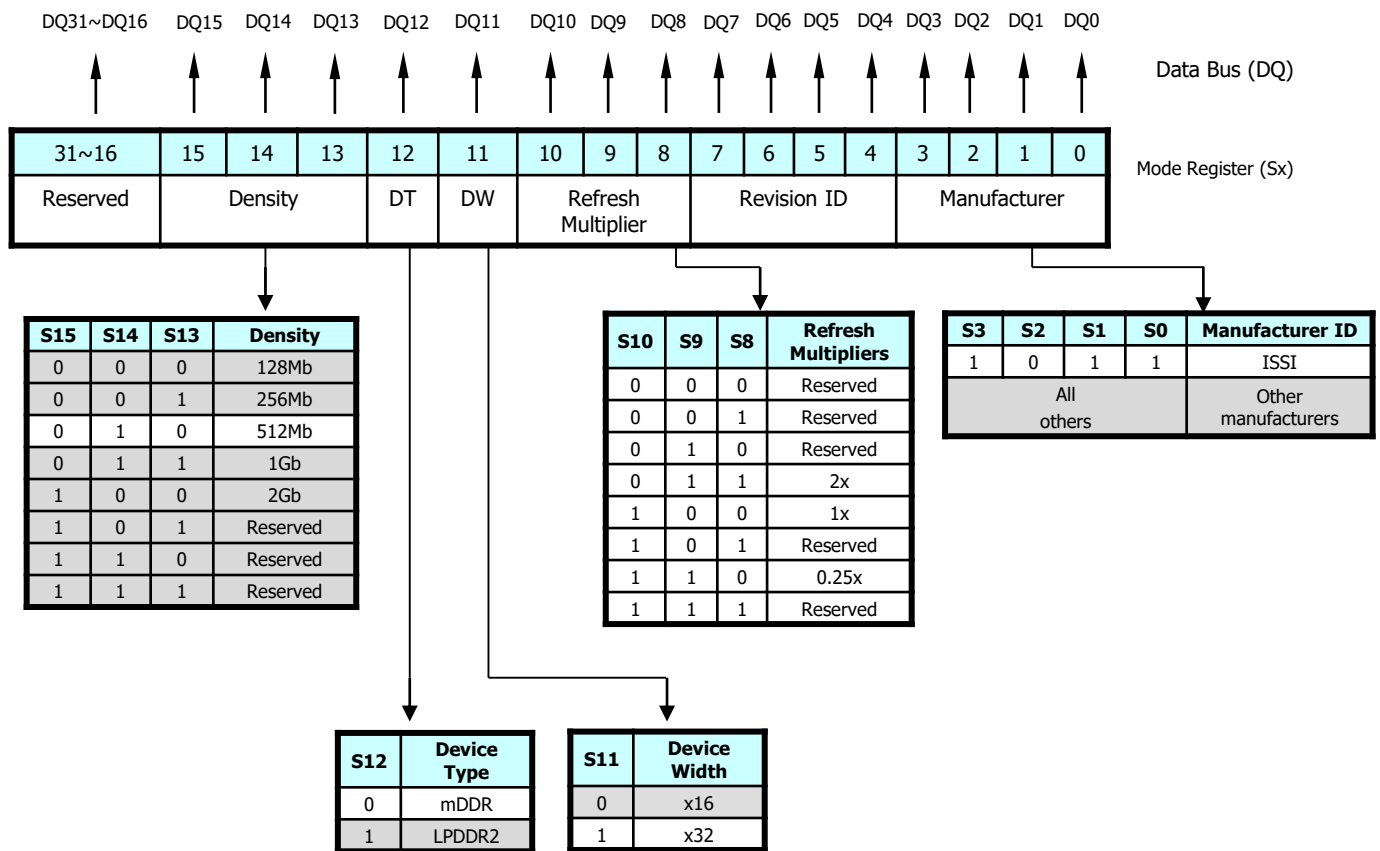 DQ31~DQ16 DQ15 DQ14 DQ13 DQ12 DQ11 DQ10 DQ9 DQ8 DQ7 DQ6 DQ5 DQ4 DQ3 DQ2 DQ1 DQ0
Data Bus (DQ)
31~16 15 14 13 12 11 10 9 8 7 6 5 4 3 2 1 0
Mode Register (Sx)
Reserved Density DT DW Refresh Multiplier Revision ID Manufacturer
S15 S14 S13 Density
0 0 0 128Mb
0 0 1 256Mb
0 1 0 512Mb
0 1 1 1Gb
1 0 0 2Gb
1 0 1 Reserved
1 1 0 Reserved
1 1 1 Reserved
S10 S9 S8 Refresh Multipliers
0 0 0 Reserved
0 0 1 Reserved
0 1 0 Reserved
0 1 1 2x
1 0 0 1x
1 0 1 Reserved
1 1 0 0.25x
1 1 1 Reserved
S3 S2 S1 S0 Manufacturer ID
1 0 1 1 ISSI
All others Other manufacturers
S12 Device Type
0 mDDR
1 LPDDR2
S11 Device Width
0 x16
1 x32